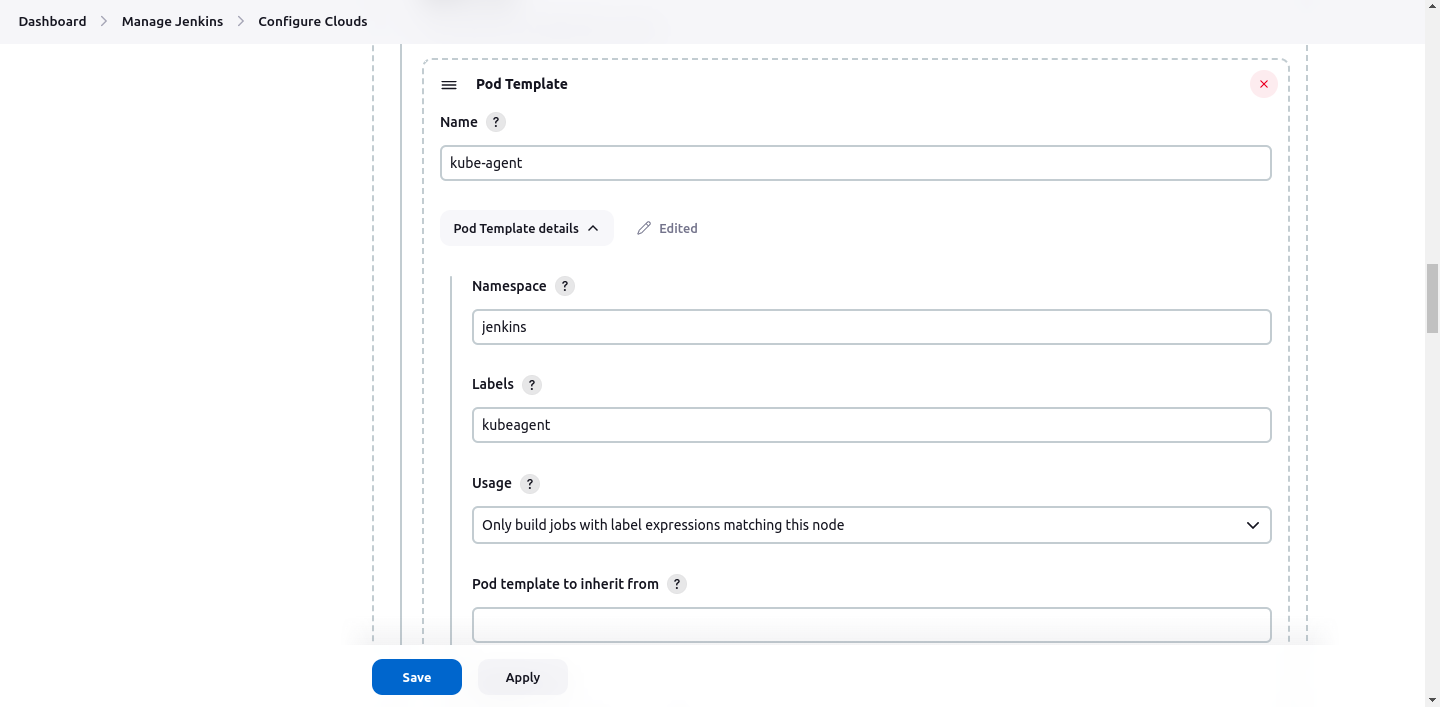 Dashboard > Manage Jenkins > Configure Clouds
Pod Template
Name ?
kube-agent
Pod Template details Edited
Namespace ?
jenkins
Labels ?
kubeagent
Usage ?
Only build jobs with label expressions matching this node
Pod template to inherit from ?
Save Apply